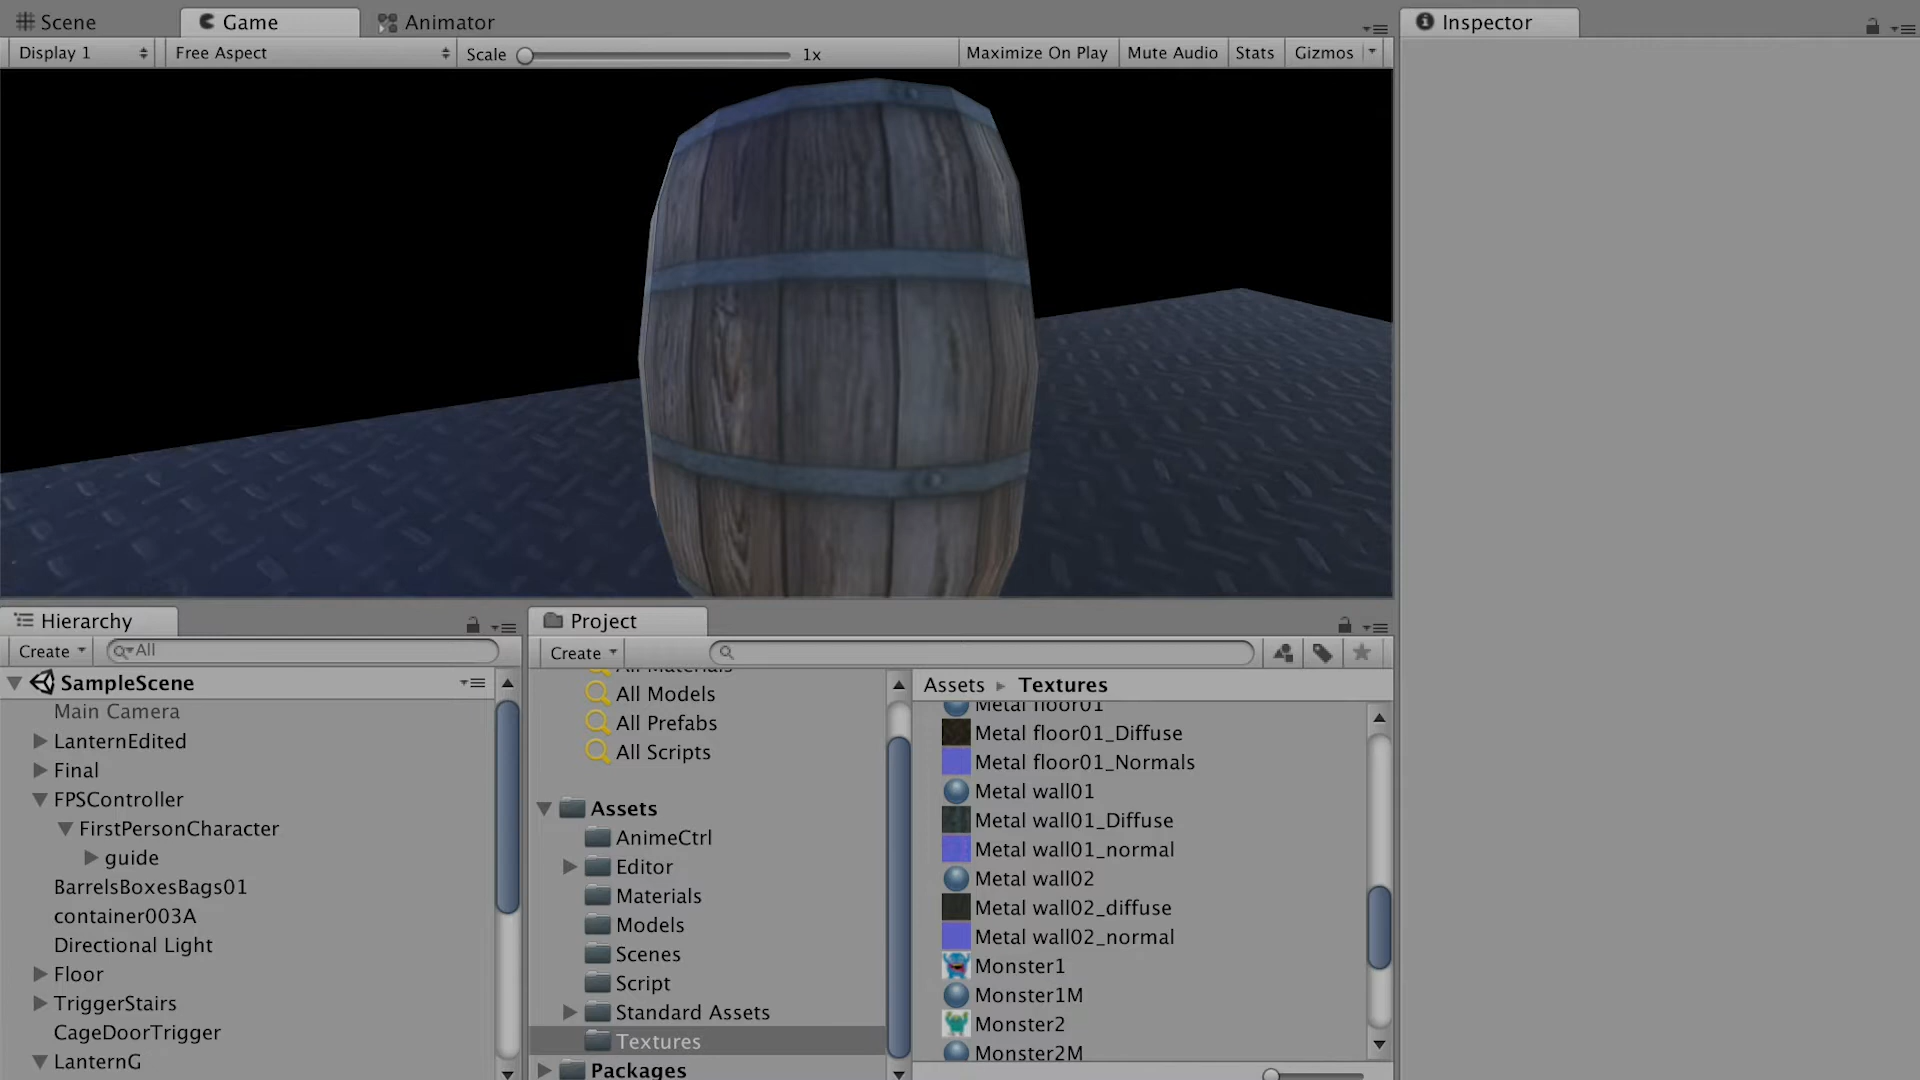 Scene
Game
Animator
Inspector
Display 1
Free Aspect
Scale
1x
Maximize On Play
Mute Audio
Stats
Gizmos
Hierarchy
Create
All
SampleScene
Main Camera
LanternEdited
Final
FPSController
FirstPersonCharacter
guide
BarrelsBoxesBags01
container003A
Directional Light
Floor
TriggerStairs
CageDoorTrigger
LanternG
Project
Create
All Materials
All Models
All Prefabs
All Scripts
Assets
AnimeCtrl
Editor
Materials
Models
Scenes
Script
Standard Assets
Textures
Packages
Assets Textures
Metal floor01
Metal floor01_Diffuse
Metal floor01_Normals
Metal wall01
Metal wall01_Diffuse
Metal wall01_normal
Metal wall02
Metal wall02_diffuse
Metal wall02_normal
Monster1
Monster1M
Monster2
Monster2M